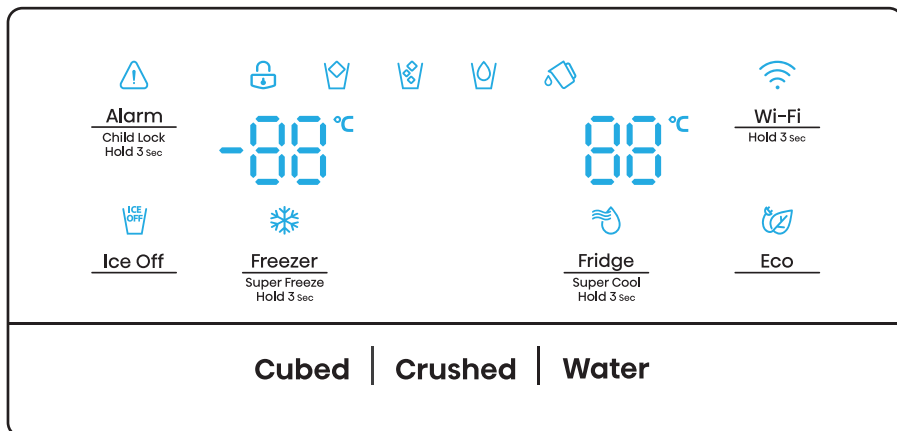 Alarm
Child Lock
Hold 3 Sec
-88 °C
88 °C
Wi-Fi
Hold 3 Sec
ICE
OFF
Ice Off
Freezer
Super Freeze
Hold 3 Sec
Fridge
Super Cool
Hold 3 Sec
Eco
Cubed | Crushed | Water